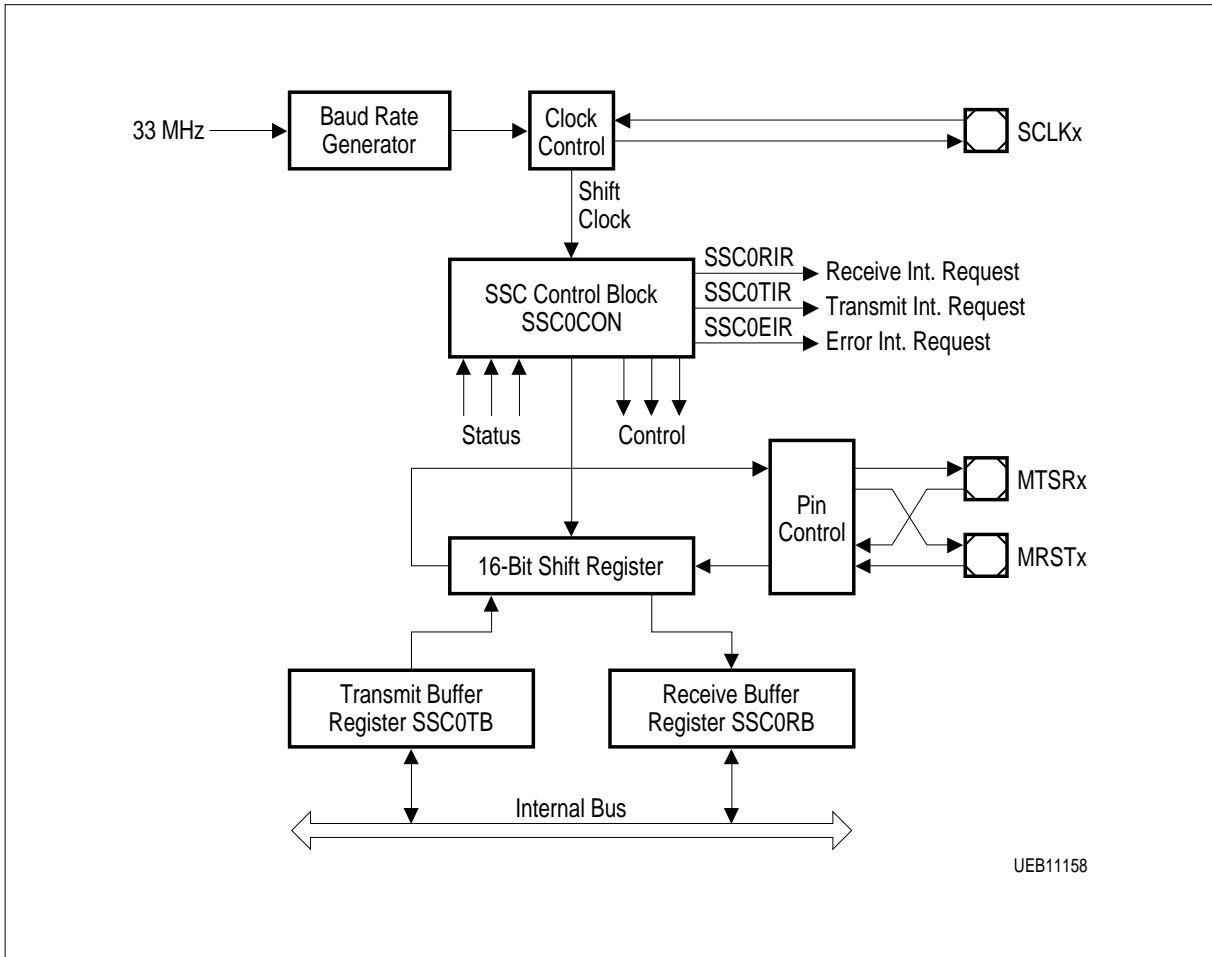 33 MHz
Baud Rate
Generator
Clock
Control
SCLKx
Shift
Clock
SSC Control Block
SSC0CON
SSC0RIR
Receive Int. Request
SSC0TIR
Transmit Int. Request
SSC0EIR
Error Int. Request
Status
Control
Pin
Control
MTSRx
MRSTx
16-Bit Shift Register
Transmit Buffer
Register SSC0TB
Receive Buffer
Register SSC0RB
Internal Bus
UEB11158